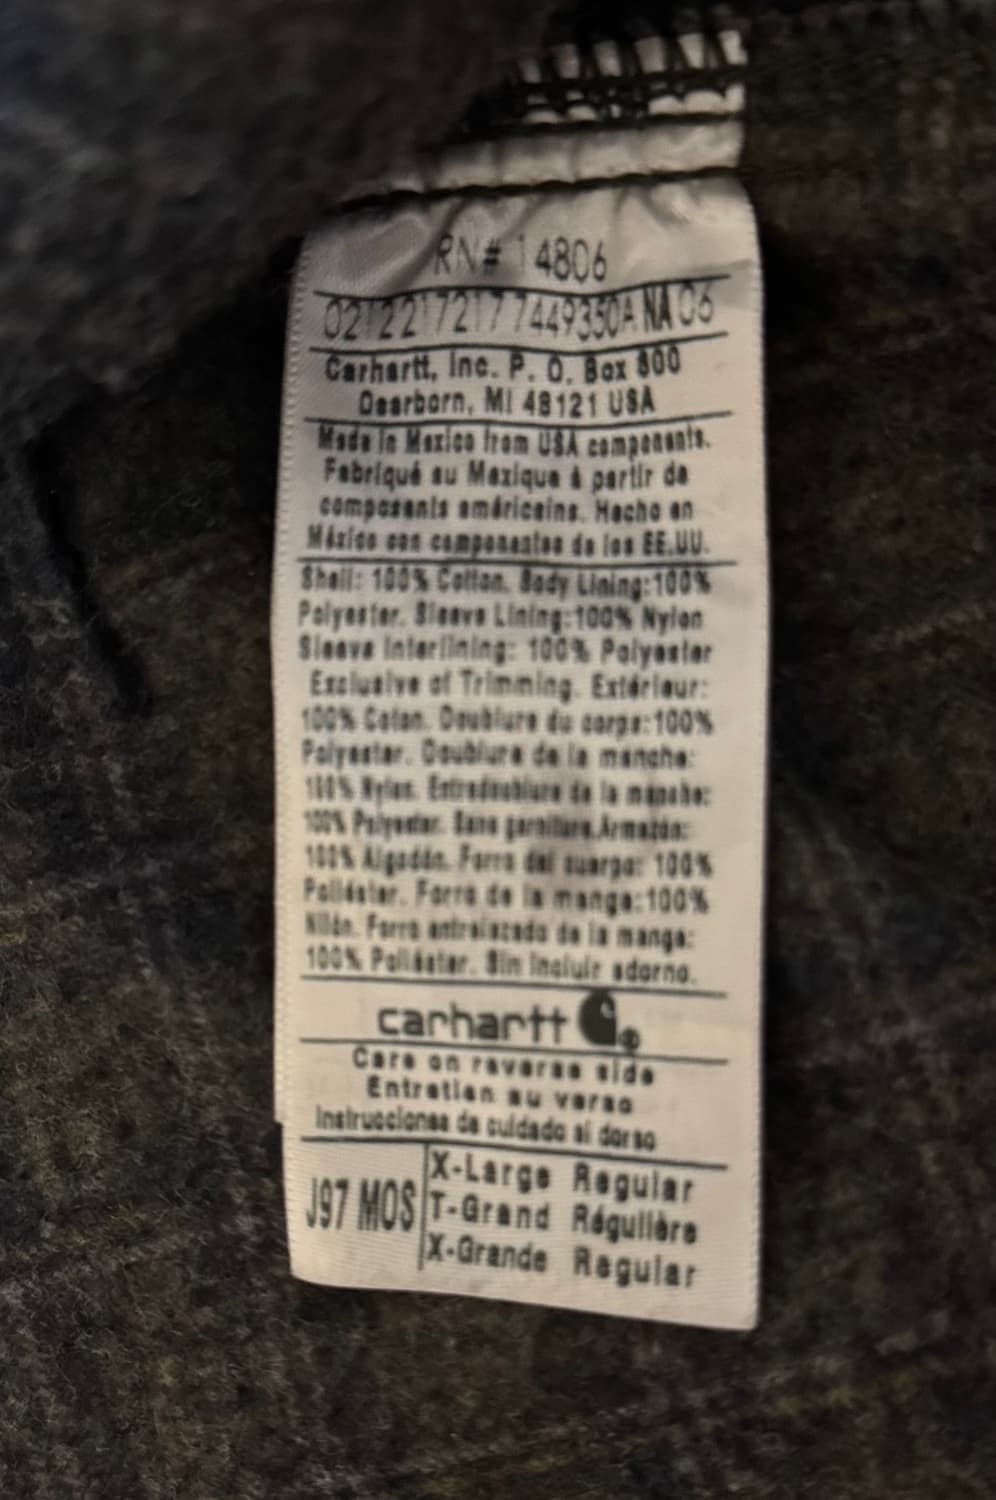 RN# 14806
0212217217 7449350A NA 06
Carhartt, Inc. P. O. Box 600
Dearborn, MI 48121 USA
Made in Mexico from USA components.
Fabriqué au Mexique à partir de
composants américains. Hecho en
México con componentes de los EE.UU.
Shell: 100% Cotton. Body Lining:100%
Polyester. Sleeve Lining:100% Nylon
Sleeve Interlining: 100% Polyester
Exclusive of Trimming. Extérieur:
100% Coton. Doublure du corps:100%
Polyester. Doublure de la manche:
100% Nylon. Entredoublure de la manche:
100% Polyester. Sans garniture.Armazón:
100% Algodón. Forro del cuerpo: 100%
Poliéster. Forro de la manga:100%
Nilón. Forro entrelazado de la manga:
100% Poliéster. Sin incluir adorno.
carhartt ®
Care on reverse side
Entretien au verso
Instrucciones de cuidado al dorso
J97 MOS
X-Large Regular
T-Grand Régulière
X-Grande Regular